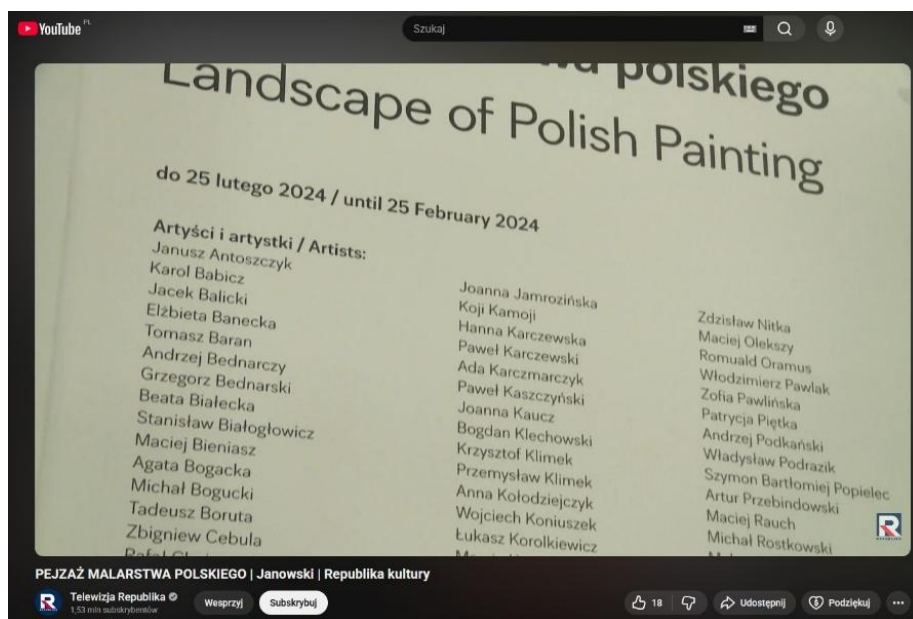 YouTube PL
Szukaj
wa polskiego
Landscape of Polish Painting
do 25 lutego 2024 / until 25 February 2024
Artyści i artystki / Artists:
Janusz Antoszczyk
Karol Babicz
Jacek Balicki
Elżbieta Banecka
Tomasz Baran
Andrzej Bednarczy
Grzegorz Bednarski
Beata Białecka
Stanisław Białogłowicz
Maciej Bieniasz
Agata Bogacka
Michał Bogucki
Tadeusz Boruta
Zbigniew Cebula
Joanna Jamrozińska
Koji Kamoji
Hanna Karczewska
Paweł Karczewski
Ada Karczmarczyk
Paweł Kaszczyński
Joanna Kaucz
Bogdan Klechowski
Krzysztof Klimek
Przemysław Klimek
Anna Kołodziejczyk
Wojciech Koniuszek
Łukasz Korolkiewicz
Zdzisław Nitka
Maciej Olekszy
Romuald Oramus
Włodzimierz Pawlak
Zofia Pawlińska
Patrycja Piętka
Andrzej Podkański
Władysław Podrazik
Szymon Bartłomiej Popielec
Artur Przebindowski
Maciej Rauch
Michał Rostkowski
PEJZAŻ MALARSTWA POLSKIEGO | Janowski | Republika kultury
Telewizja Republika
1,53 mln subskrybentów
Wesprzyj
Subskrybuj
18
Udostępnij
Podziękuj